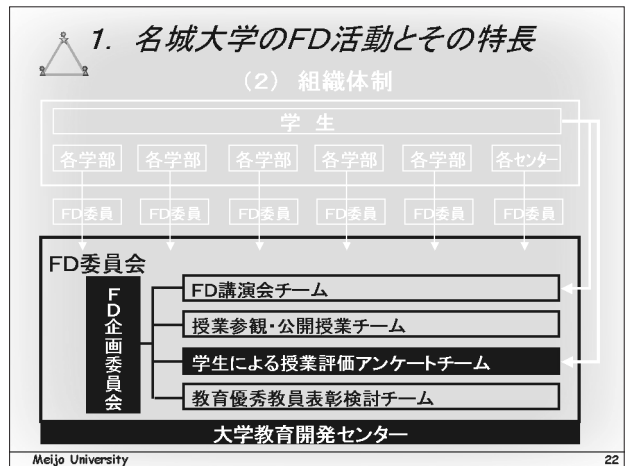 1. 名城大学のFD活動とその特長
(2) 組織体制
学 生
各学部 各学部 各学部 各学部 各学部 各センター
FD委員 FD委員 FD委員 FD委員 FD委員 FD委員
FD委員会
FD企画委員会
FD講演会チーム
授業参観・公開授業チーム
学生による授業評価アンケートチーム
教育優秀教員表彰検討チーム
大学教育開発センター
Meijo University 22